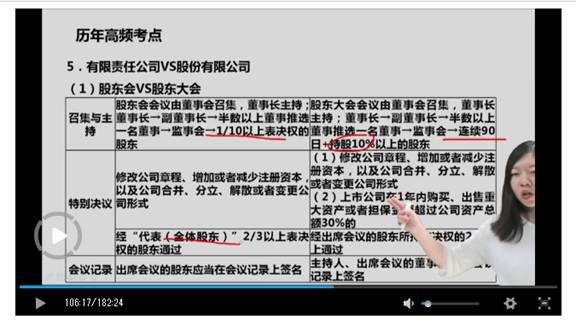 历年高频考点
5．有限责任公司VS股份有限公司
（1）股东会VS股东大会
召集与主持
股东会会议由董事会召集，董事长主持；
董事长→副董事长→半数以上董事推选
一名董事→监事会→1/10以上表决权的
股东
股东大会会议由董事会召集，董事长
主持；董事长→副董事长→半数以上
董事推选一名董事→监事会→连续90
日+持股10%以上的股东
特别决议
修改公司章程、增加或者减少注册资本，
以及公司合并、分立、解散或者变更公
司形式
（1）修改公司章程、增加或者减少注
册资本，以及公司合并、分立、解散
或者变更公司形式
（2）上市公司在1年内购买、出售重
大资产或者担保金 超过公司资产总
额30%的
经“代表（全体股东）”2/3以上表决
权的股东通过
经出席会议的股东所持 决权的2
上通过
会议记录
出席会议的股东应当在会议记录上签名
主持人、出席会议的董事
记录上签名
106:17/182:24